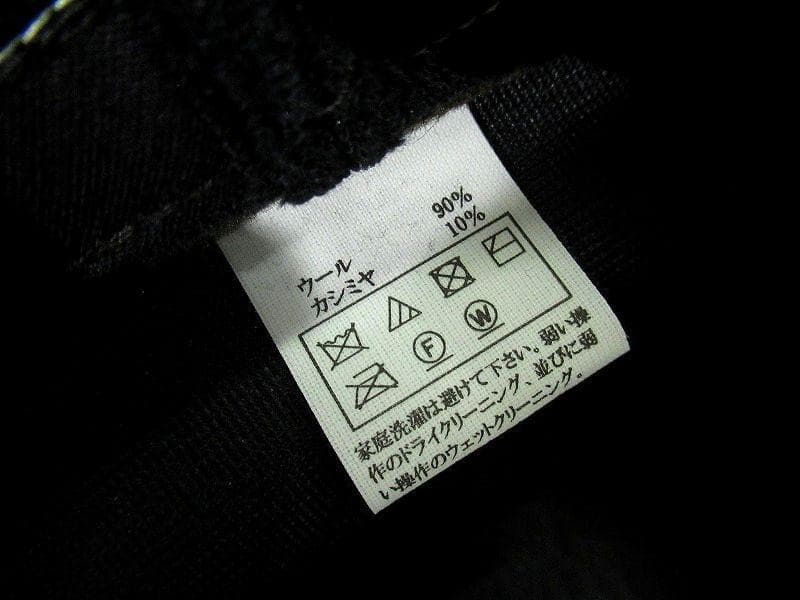 ウール 90%
カシミヤ 10%
F W
家庭洗濯は避けて下さい。弱い操
作のドライクリーニング、並びに弱
い操作のウェットクリーニング。